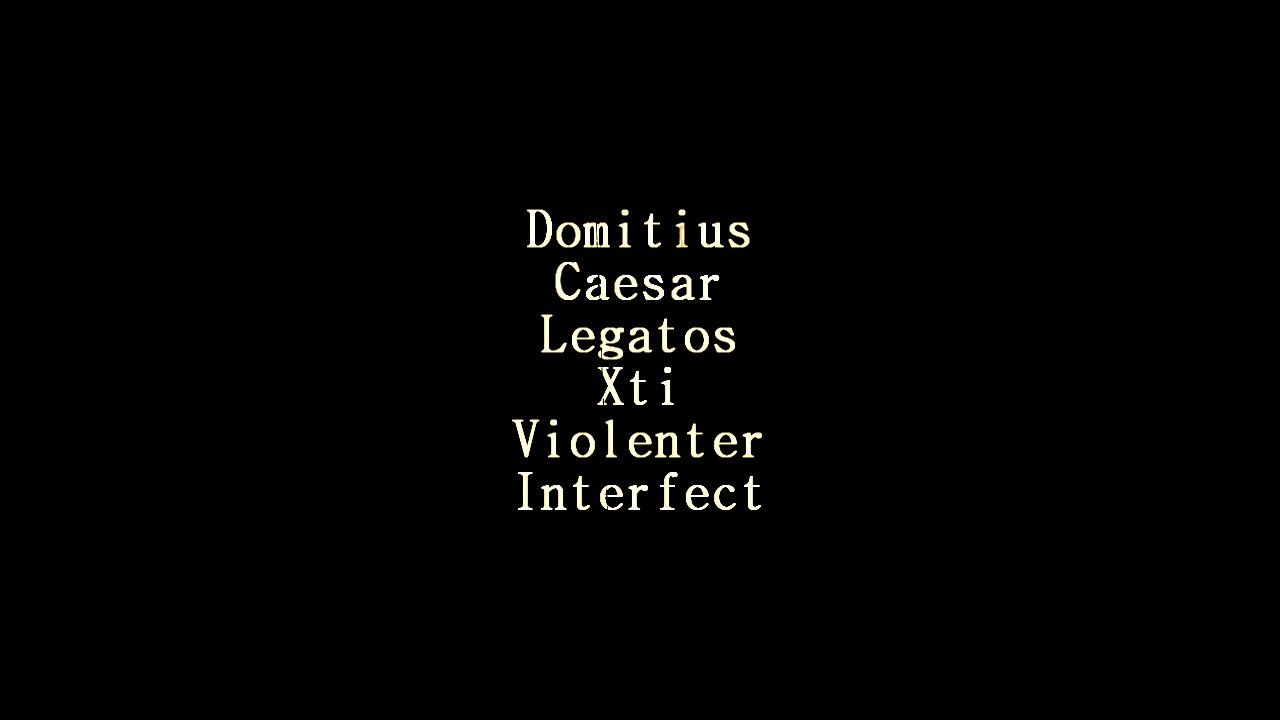 Domitius
Caesar
Legatos
Xti
Violenter
Interfect